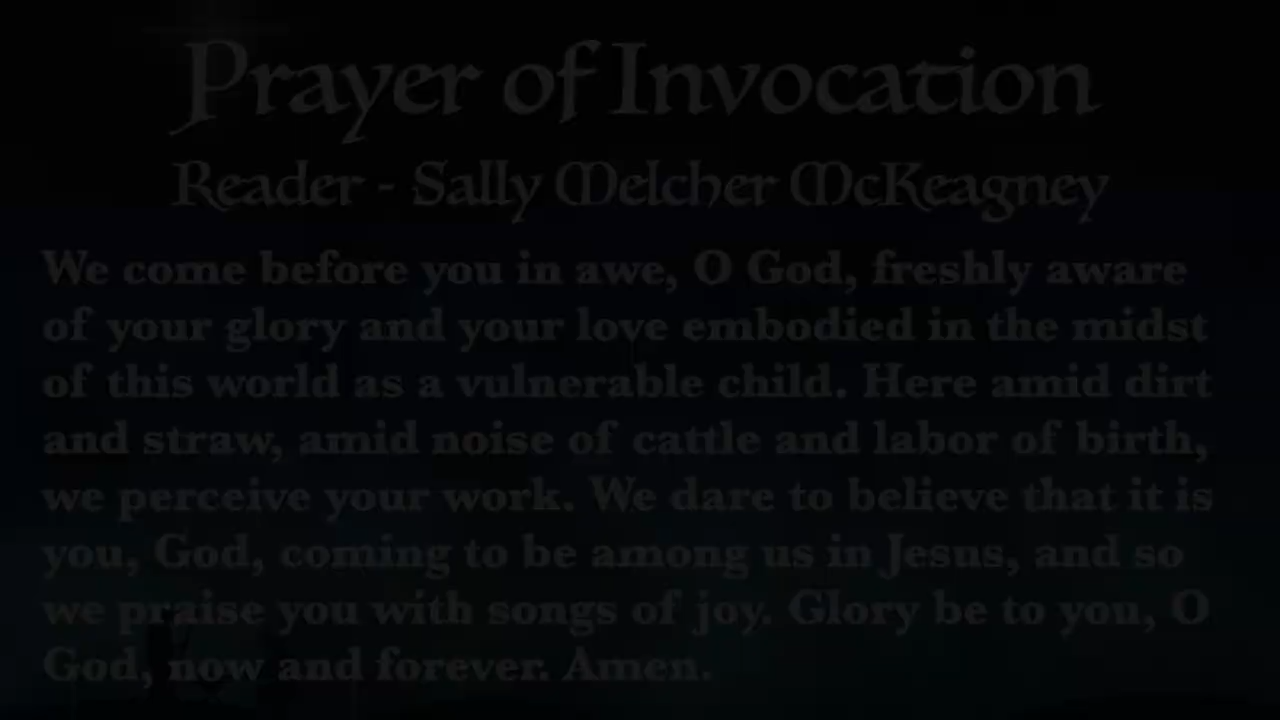 Prayer of Invocation
Reader - Sally Melcher McKeagney
We come before you in awe, O God, freshly aware
of your glory and your love embodied in the midst
of this world as a vulnerable child. Here amid dirt
and straw, amid noise of cattle and labor of birth,
we perceive your work. We dare to believe that it is
you, God, coming to be among us in Jesus, and so
we praise you with songs of joy. Glory be to you, O
God, now and forever. Amen.